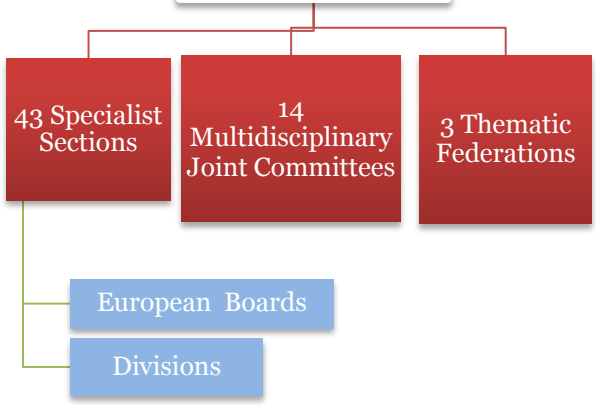 43 Specialist
Sections
14
Multidisciplinary
Joint Committees
3 Thematic
Federations
European Boards
Divisions